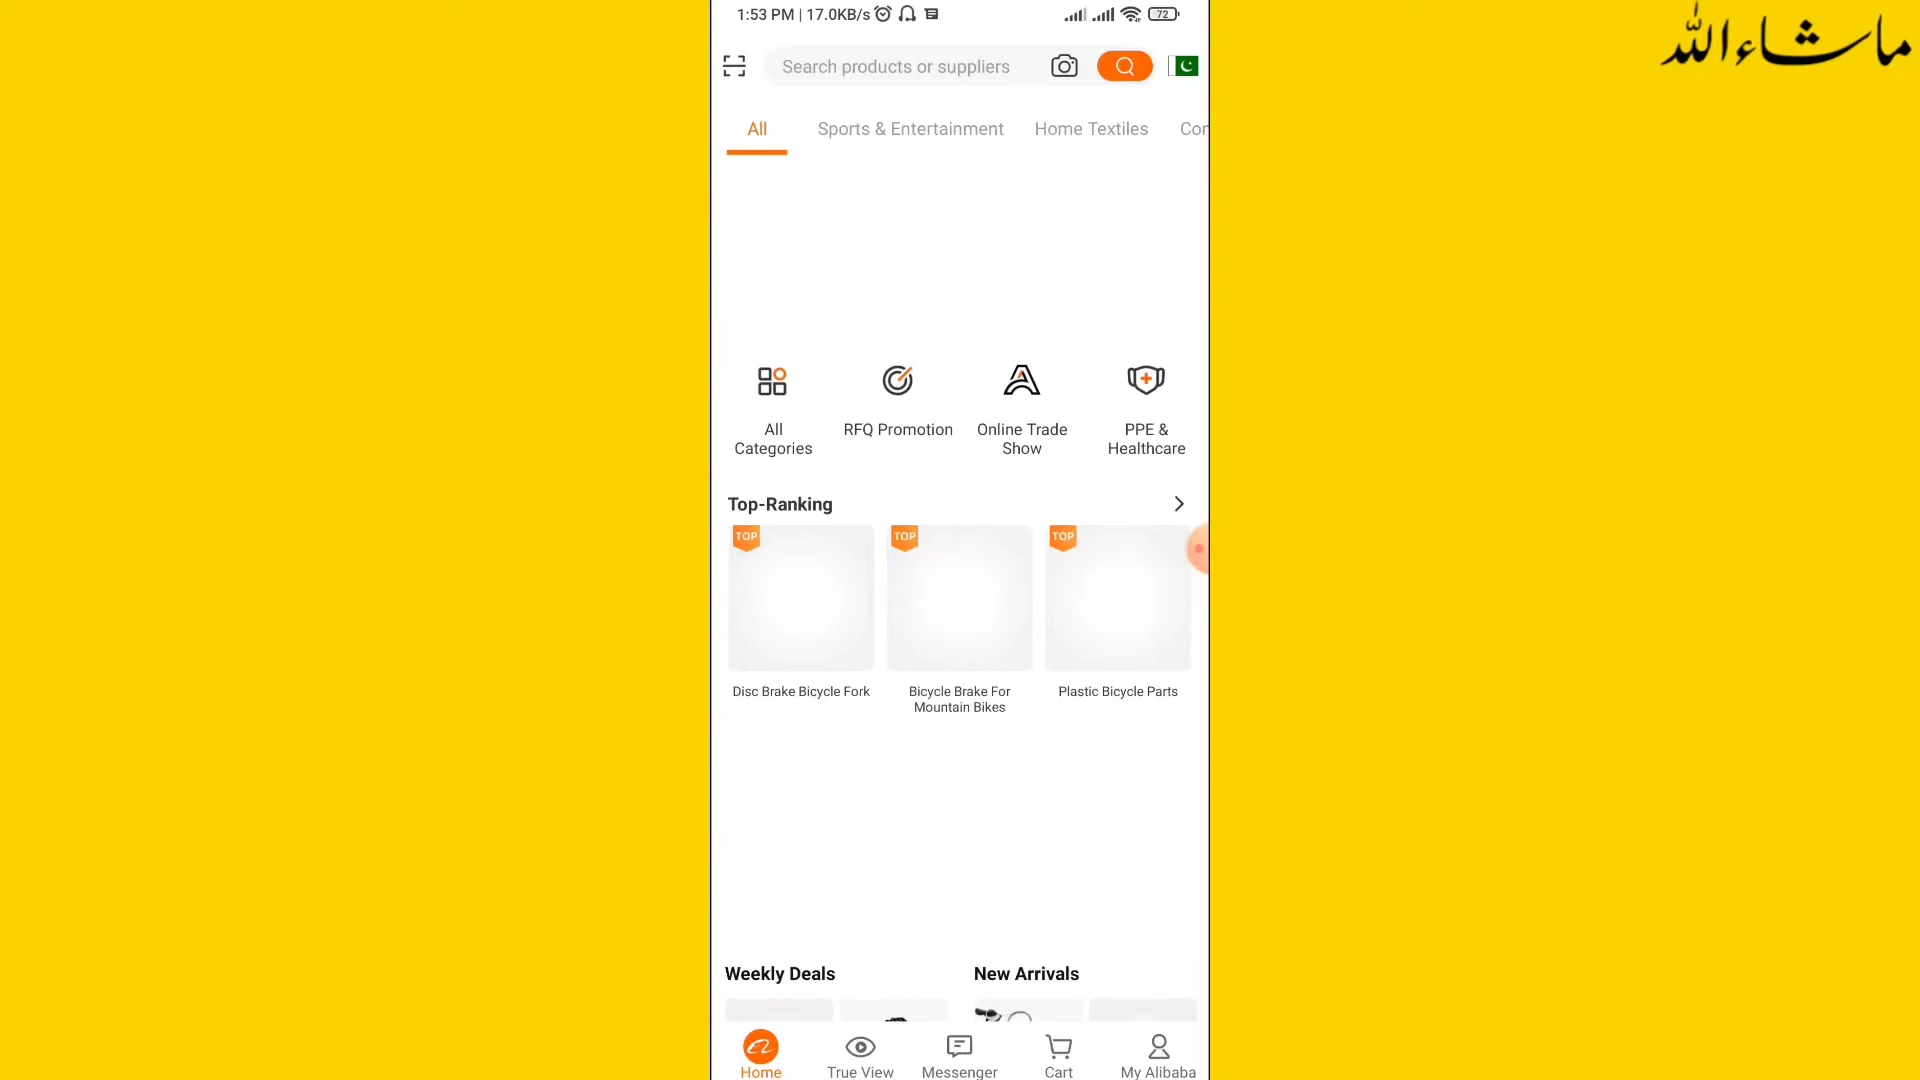 1:53 PM | 17.0KB/s
72
ماشاءالله
Search products or suppliers
All
Sports & Entertainment
Home Textiles
Con
All
Categories
RFQ Promotion
Online Trade
Show
PPE &
Healthcare
Top-Ranking
TOP
TOP
TOP
Disc Brake Bicycle Fork
Bicycle Brake For
Mountain Bikes
Plastic Bicycle Parts
Weekly Deals
New Arrivals
Home
True View
Messenger
Cart
My Alibaba